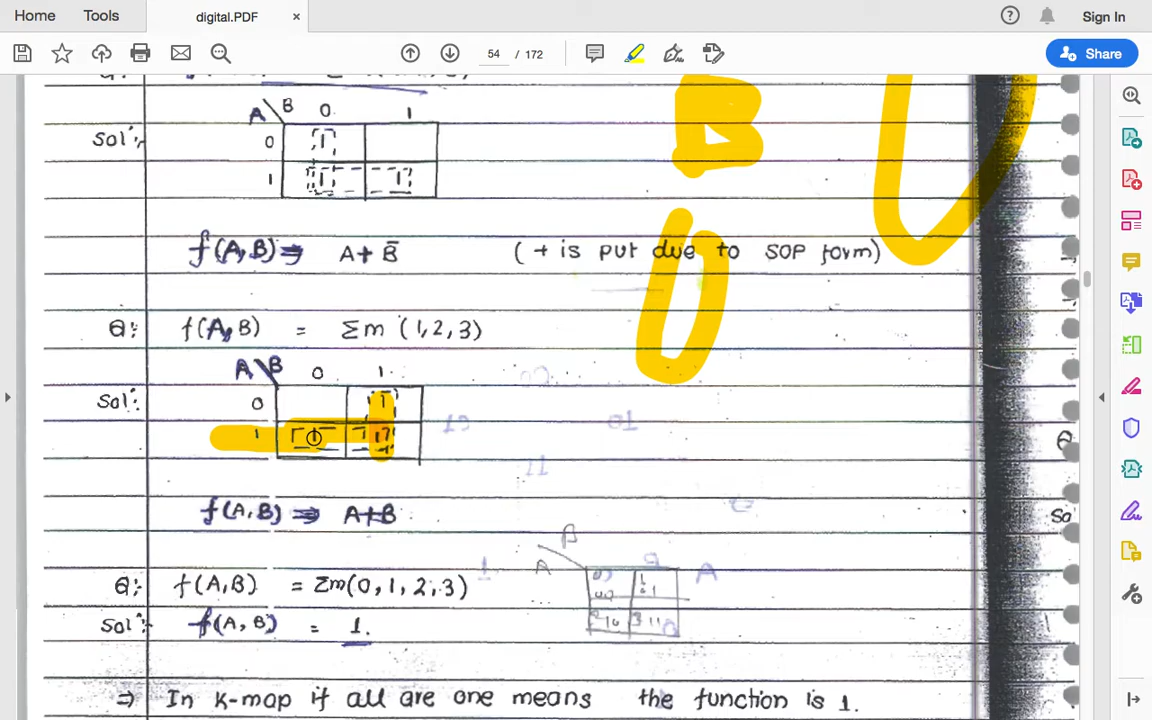 Home Tools digital.PDF × Sign In
54 / 172 Share
A B 0 1
Sol:
0 1
1 1 1
f(A,B) ⇒ A + B̄ ( + is put due to SOP form)
Q: f(A,B) = Σm (1,2,3)
A B 0 1
Sol:
0 1
1 1 1
f(A,B) ⇒ A+B
B
A B A
Q: f(A,B) = Σm(0,1,2,3)
Sol: f(A,B) = 1.
⇒ In K-map if all are one means the function is 1.
B
0
Q
So